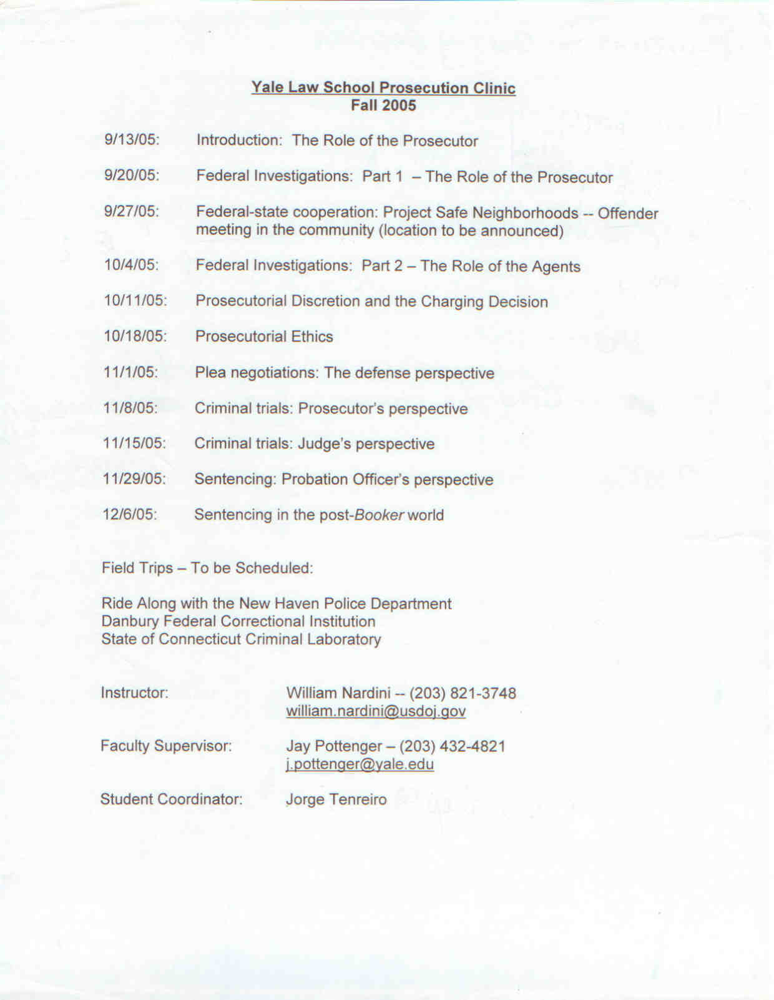 Yale Law School Prosecution Clinic
Fall 2005
9/13/05: Introduction: The Role of the Prosecutor
9/20/05: Federal Investigations: Part 1 – The Role of the Prosecutor
9/27/05: Federal-state cooperation: Project Safe Neighborhoods -- Offender
meeting in the community (location to be announced)
10/4/05: Federal Investigations: Part 2 – The Role of the Agents
10/11/05: Prosecutorial Discretion and the Charging Decision
10/18/05: Prosecutorial Ethics
11/1/05: Plea negotiations: The defense perspective
11/8/05: Criminal trials: Prosecutor's perspective
11/15/05: Criminal trials: Judge's perspective
11/29/05: Sentencing: Probation Officer's perspective
12/6/05: Sentencing in the post-Booker world
Field Trips – To be Scheduled:
Ride Along with the New Haven Police Department
Danbury Federal Correctional Institution
State of Connecticut Criminal Laboratory
Instructor: William Nardini -- (203) 821-3748
william.nardini@usdoj.gov
Faculty Supervisor: Jay Pottenger – (203) 432-4821
j.pottenger@yale.edu
Student Coordinator: Jorge Tenreiro